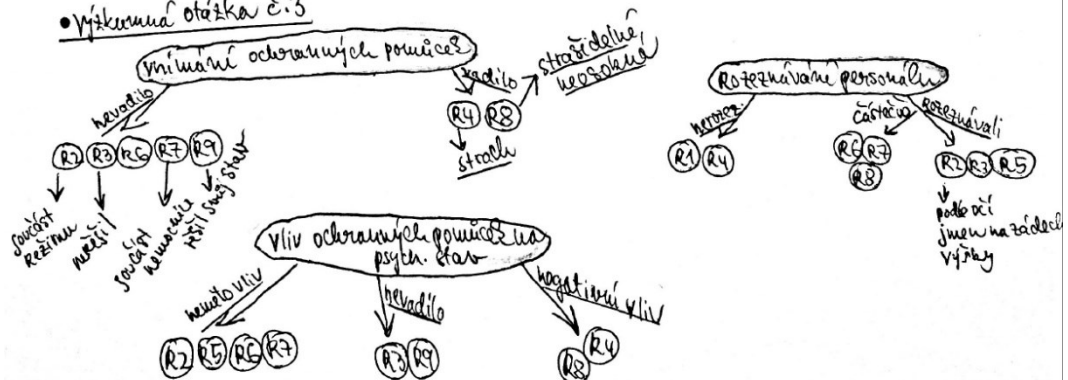 • Výzkumná otázka č. 3
vnímání ochranných pomůcek
nevadilo
R2 R3 R6 R7 R9
součást
režimu
neřešil
součást
nemocnice
řešil svůj stav
vadilo
R4 R8
strach
strašidelné
neosobné
Rozeznávání personálu
nerozez.
R1 R4
částečně
R6 R7
R8
Rozeznávali
R2 R3 R5
podle očí
jmen na zádech
výšky
vliv ochranných pomůcek na
psych. stav
nemělo vliv
R2 R5 R6 R7
nevadilo
R3 R9
negativní vliv
R8 R4